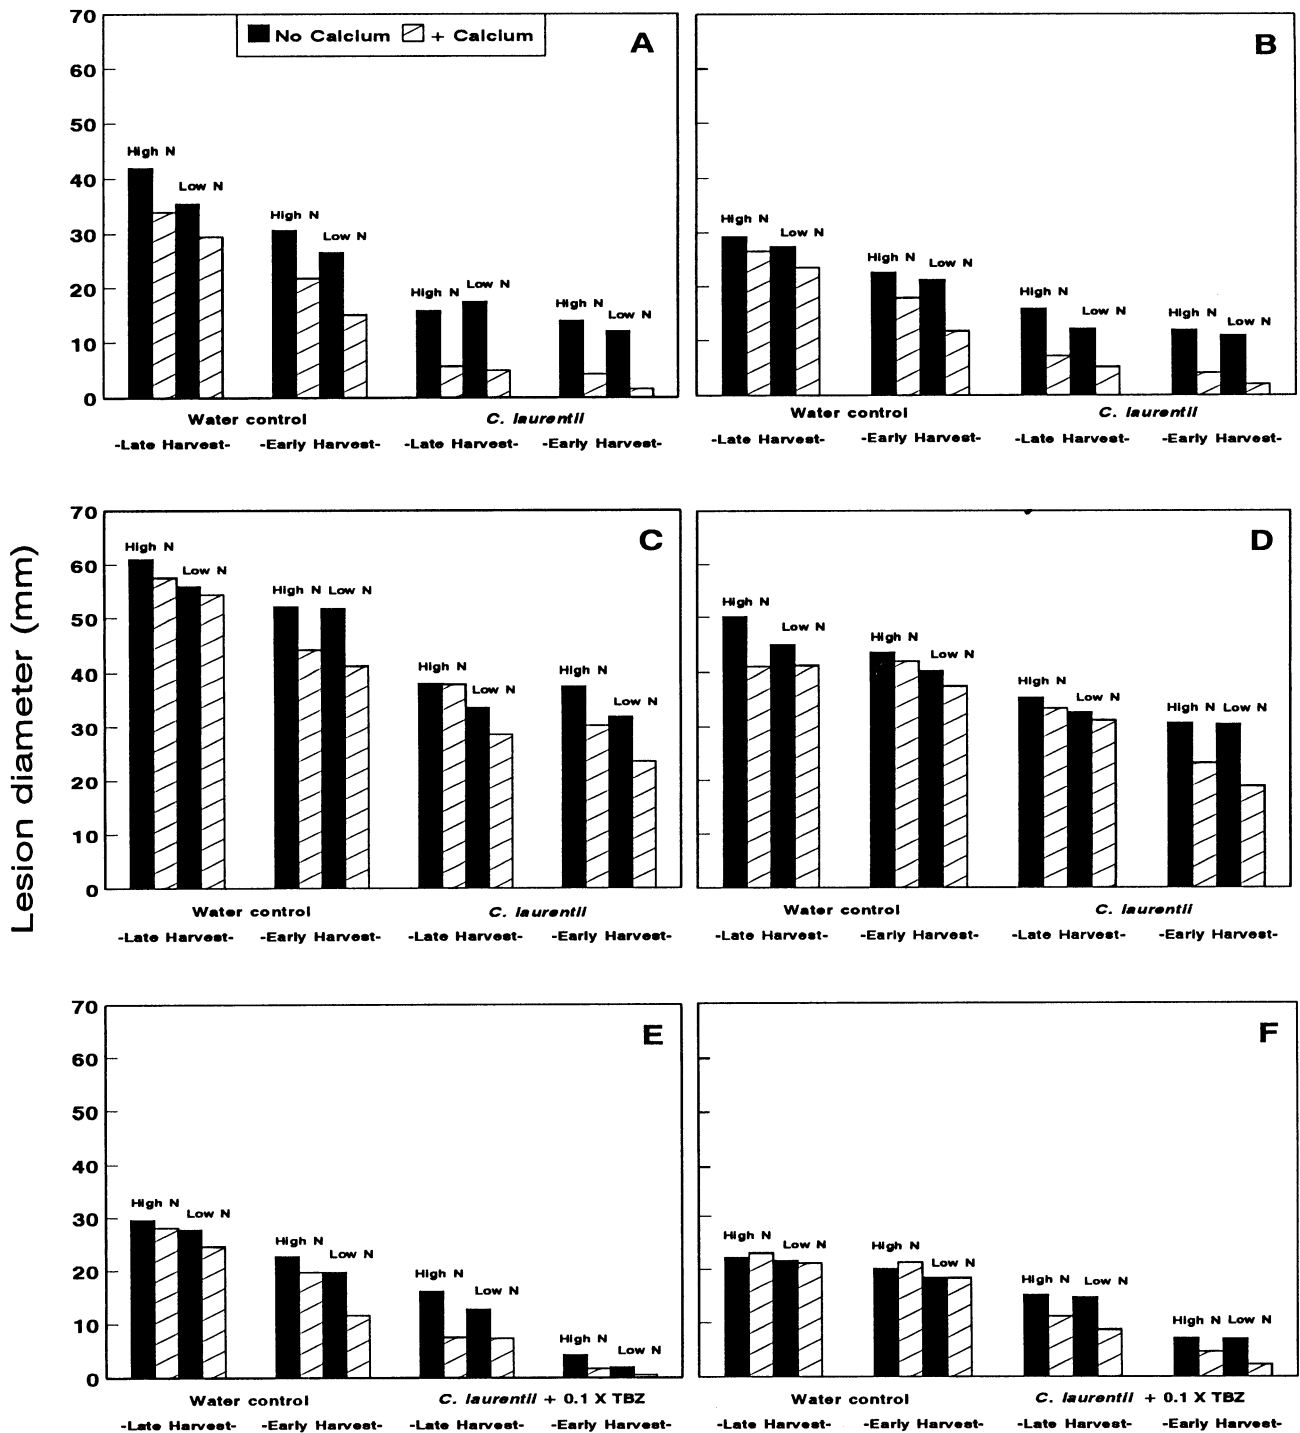 Lesion diameter (mm)
70
60
50
40
30
20
10
0
No Calcium + Calcium
A
High N
Low N
High N
Low N
High N
Low N
High N
Low N
Water control
C. laurentii
-Late Harvest- -Early Harvest- -Late Harvest- -Early Harvest-
B
High N
Low N
High N
Low N
High N
Low N
High N
Low N
Water control
C. laurentii
-Late Harvest- -Early Harvest- -Late Harvest- -Early Harvest-
70
60
50
40
30
20
10
0
C
High N
Low N
High N Low N
High N
Low N
High N
Low N
Water control
C. laurentii
-Late Harvest- -Early Harvest- -Late Harvest- -Early Harvest-
D
High N
Low N
High N
Low N
High N
Low N
High N Low N
Water control
C. laurentii
-Late Harvest- -Early Harvest- -Late Harvest- -Early Harvest-
70
60
50
40
30
20
10
0
E
High N
Low N
High N
Low N
High N
Low N
High N
Low N
Water control
C. laurentii + 0.1 X TBZ
-Late Harvest- -Early Harvest- -Late Harvest- -Early Harvest-
F
High N
Low N
High N
Low N
High N Low N
High N Low N
Water control
C. laurentii + 0.1 X TBZ
-Late Harvest- -Early Harvest- -Late Harvest- -Early Harvest-